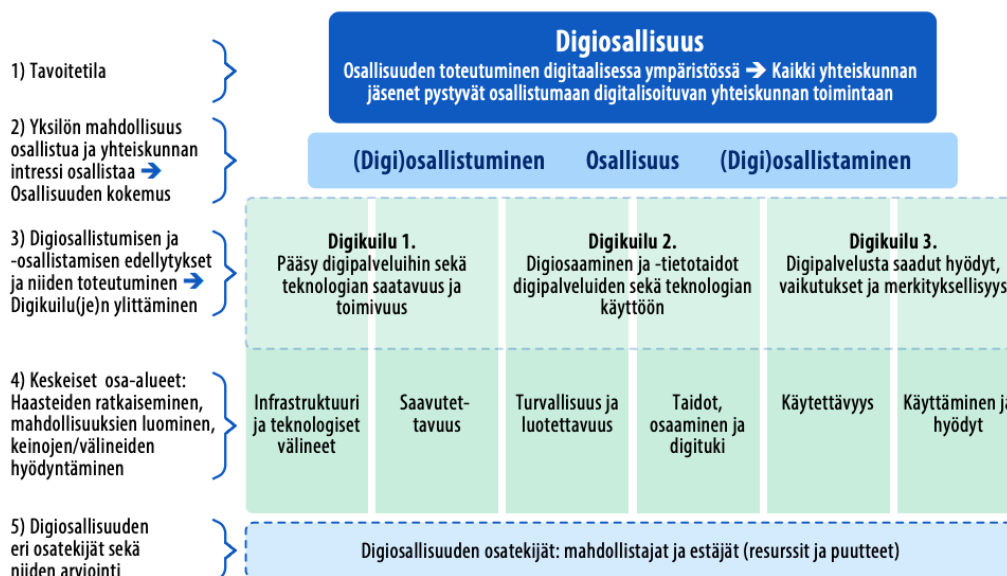 Digiosallisuus
Osallisuuden toteutuminen digitaalisessa ympäristössä ➔ Kaikki yhteiskunnan
jäsenet pystyvät osallistumaan digitalisoituvan yhteiskunnan toimintaan
1) Tavoitetila
2) Yksilön mahdollisuus
osallistua ja yhteiskunnan
intressi osallistaa ➔
Osallisuuden kokemus
(Digi)osallistuminen Osallisuus (Digi)osallistaminen
3) Digiosallistumisen ja
-osallistamisen edellytykset
ja niiden toteutuminen ➔
Digikuilu(je)n ylittäminen
Digikuilu 1.
Pääsy digipalveluihin sekä
teknologian saatavuus ja
toimivuus
Digikuilu 2.
Digiosaaminen ja -tietotaidot
digipalveluiden sekä teknologian
käyttöön
Digikuilu 3.
Digipalvelusta saadut hyödyt,
vaikutukset ja merkityksellisyys
4) Keskeiset osa-alueet:
Haasteiden ratkaiseminen,
mahdollisuuksien luominen,
keinojen/välineiden
hyödyntäminen
Infrastruktuuri
ja teknologiset
välineet
Saavutet-
tavuus
Turvallisuus ja
luotettavuus
Taidot,
osaaminen ja
digituki
Käytettävyys
Käyttäminen ja
hyödyt
5) Digiosallisuuden
eri osatekijät sekä
niiden arviointi
Digiosallisuuden osatekijät: mahdollistajat ja estäjät (resurssit ja puutteet)